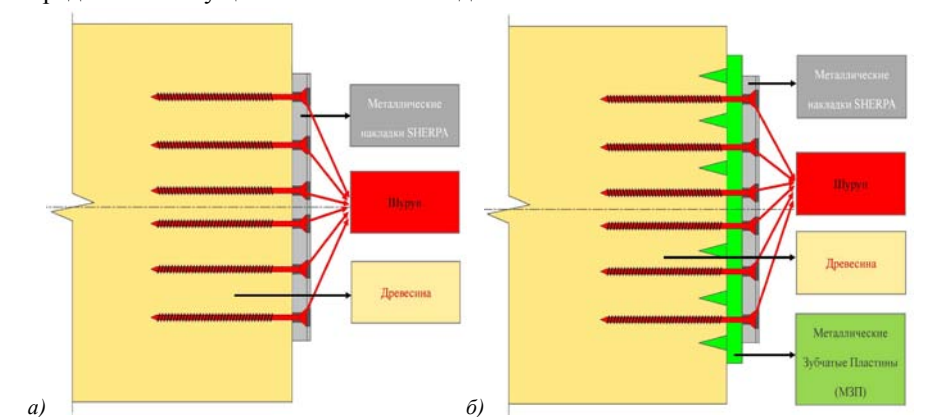 Металлические
накладки SHERPA
Шуруп
Древесина
а)
Металлические
накладки SHERPA
Шуруп
Древесина
Металлические
Зубчатые Пластины
(МЗП)
б)